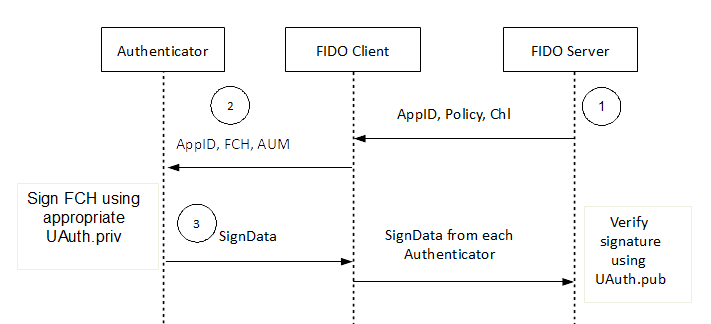 Authenticator
FIDO Client
FIDO Server
2
1
AppID, Policy, Chl
AppID, FCH, AUM
Sign FCH using
appropriate
UAuth.priv
3
SignData
SignData from each
Authenticator
Verify
signature
using
UAuth.pub